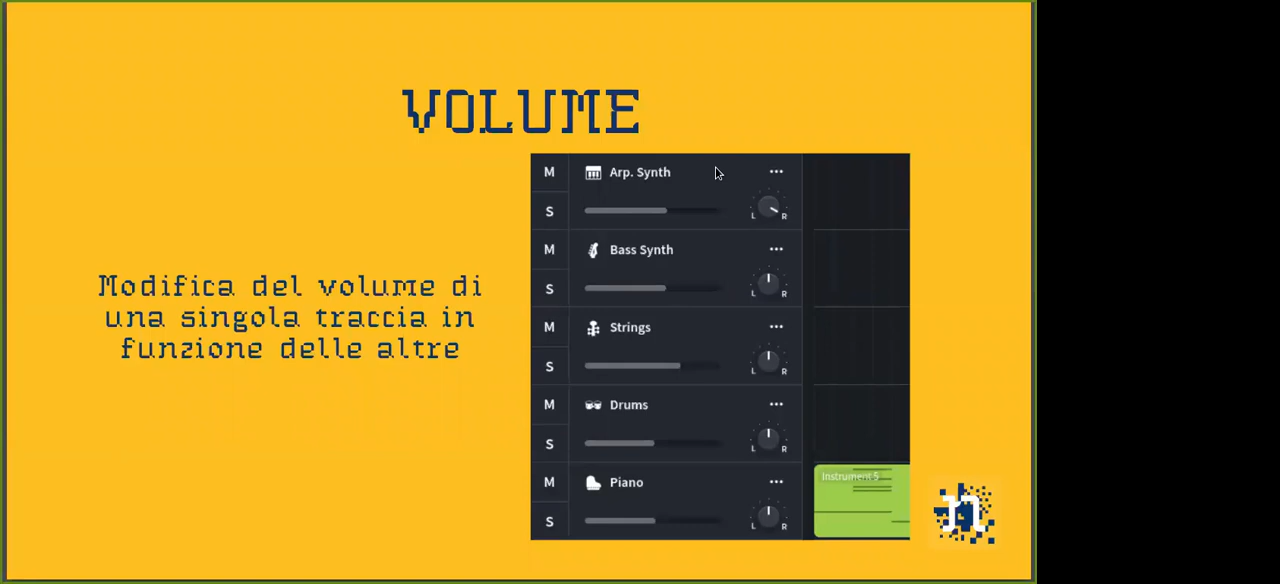 VOLUME
Modifica del volume di
una singola traccia in
funzione delle altre
M
Arp. Synth
S
L R
M
Bass Synth
S
L R
M
Strings
S
L R
M
Drums
S
L R
M
Piano
Instrument 5
S
L R
n